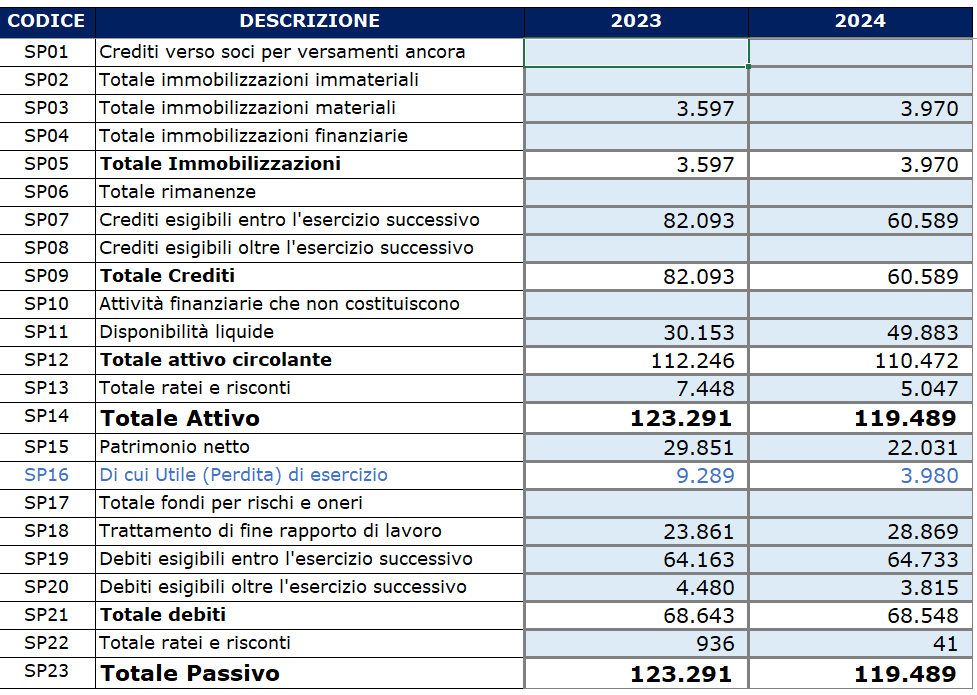 CODICE DESCRIZIONE 2023 2024
SP01 Crediti verso soci per versamenti ancora
SP02 Totale immobilizzazioni immateriali
SP03 Totale immobilizzazioni materiali 3.597 3.970
SP04 Totale immobilizzazioni finanziarie
SP05 Totale Immobilizzazioni 3.597 3.970
SP06 Totale rimanenze
SP07 Crediti esigibili entro l'esercizio successivo 82.093 60.589
SP08 Crediti esigibili oltre l'esercizio successivo
SP09 Totale Crediti 82.093 60.589
SP10 Attività finanziarie che non costituiscono
SP11 Disponibilità liquide 30.153 49.883
SP12 Totale attivo circolante 112.246 110.472
SP13 Totale ratei e risconti 7.448 5.047
SP14 Totale Attivo 123.291 119.489
SP15 Patrimonio netto 29.851 22.031
SP16 Di cui Utile (Perdita) di esercizio 9.289 3.980
SP17 Totale fondi per rischi e oneri
SP18 Trattamento di fine rapporto di lavoro 23.861 28.869
SP19 Debiti esigibili entro l'esercizio successivo 64.163 64.733
SP20 Debiti esigibili oltre l'esercizio successivo 4.480 3.815
SP21 Totale debiti 68.643 68.548
SP22 Totale ratei e risconti 936 41
SP23 Totale Passivo 123.291 119.489